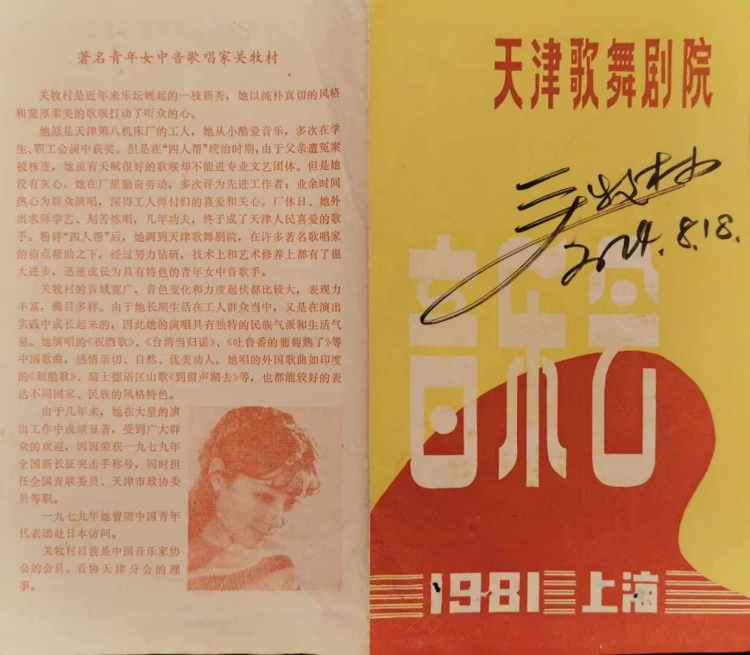 著名青年女中音歌唱家关牧村
关牧村是近年来乐坛崛起的一枝新秀，她以纯朴真切的风格
和宽厚柔美的歌喉打动了听众的心。
她原是天津第八机床厂的工人，她从小酷爱音乐，多次在学
生、职工会演中获奖。但是在“四人帮”统治时期，由于父亲遭冤案
被株连，她虽有天赋很好的歌喉却不能进专业文艺团体。但是她
没有灰心，她在厂里勤奋劳动，多次评为先进工作者；业余时间
热心为群众演唱，深得工人师付们的喜爱和关心。厂休日，她外
出求师学艺、刻苦练唱，几年功夫，终于成了天津人民喜爱的歌
手。粉碎“四人帮”后，她调到天津歌舞剧院，在许多著名歌唱家
的指点帮助之下，经过努力钻研，技术上和艺术修养上都有了很
大进步，迅速成长为具有特色的青年女中音歌手。
关牧村的音域宽广、音色变化和力度起伏都比较大，表现力
丰富，曲目多样。由于她长期生活在工人群众当中，又是在演出
实践中成长起来的，因此她的演唱具有独特的民族气派和生活气
息。她演唱的《祝酒歌》、《台湾当归谣》、《吐鲁番的葡萄熟了》等
中国歌曲，感情亲切、自然、优美动人。她唱的外国歌曲如印度
的《划船歌》、瑞士德语区山歌《到留声湖去》等，也都能较好的表
达不同国家、民族的风格特色。
由于几年来，她在大量的演
出工作中成绩显著，受到广大群
众的欢迎，因而荣获一九七九年
全国新长征突击手称号，同时担
任全国青联委员、天津市政协委
员等职。
一九七九年她曾随中国青年
代表团赴日本访问。
关牧村目前是中国音乐家协
会的会员、音协天津分会的理
事。
天津歌舞剧院
关牧村
2024.8.18.
音乐会
1981上海